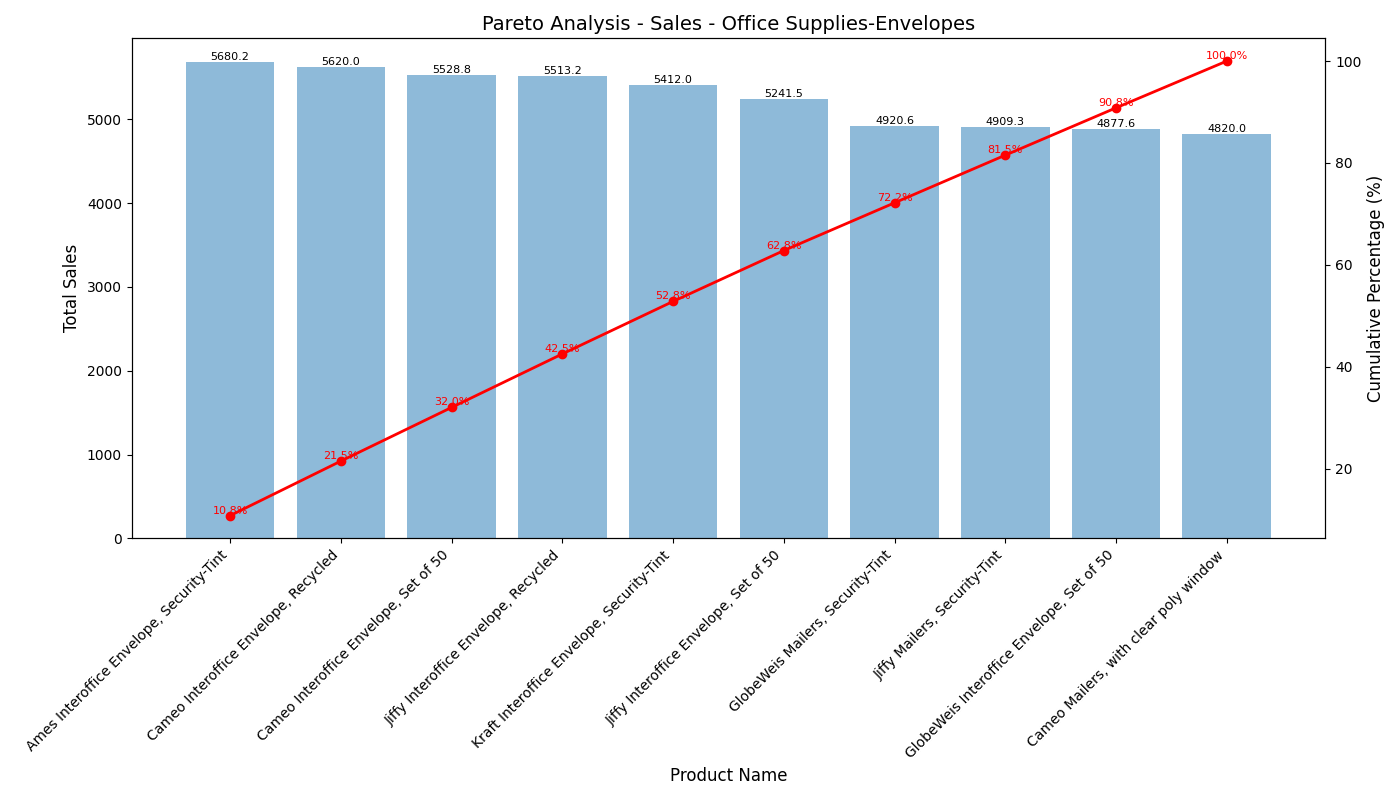 Pareto Analysis - Sales - Office Supplies-Envelopes
Total Sales
5000
4000
3000
2000
1000
0
5680.2
5620.0
5528.8
5513.2
5412.0
5241.5
4920.6
4909.3
4877.6
4820.0
10.8%
21.5%
32.0%
42.5%
52.8%
62.8%
72.2%
81.5%
90.8%
100.0%
100
80
60
40
20
Cumulative Percentage (%)
Ames Interoffice Envelope, Security-Tint
Cameo Interoffice Envelope, Recycled
Cameo Interoffice Envelope, Set of 50
Jiffy Interoffice Envelope, Recycled
Kraft Interoffice Envelope, Security-Tint
Jiffy Interoffice Envelope, Set of 50
GlobeWeis Mailers, Security-Tint
Jiffy Mailers, Security-Tint
GlobeWeis Interoffice Envelope, Set of 50
Cameo Mailers, with clear poly window
Product Name